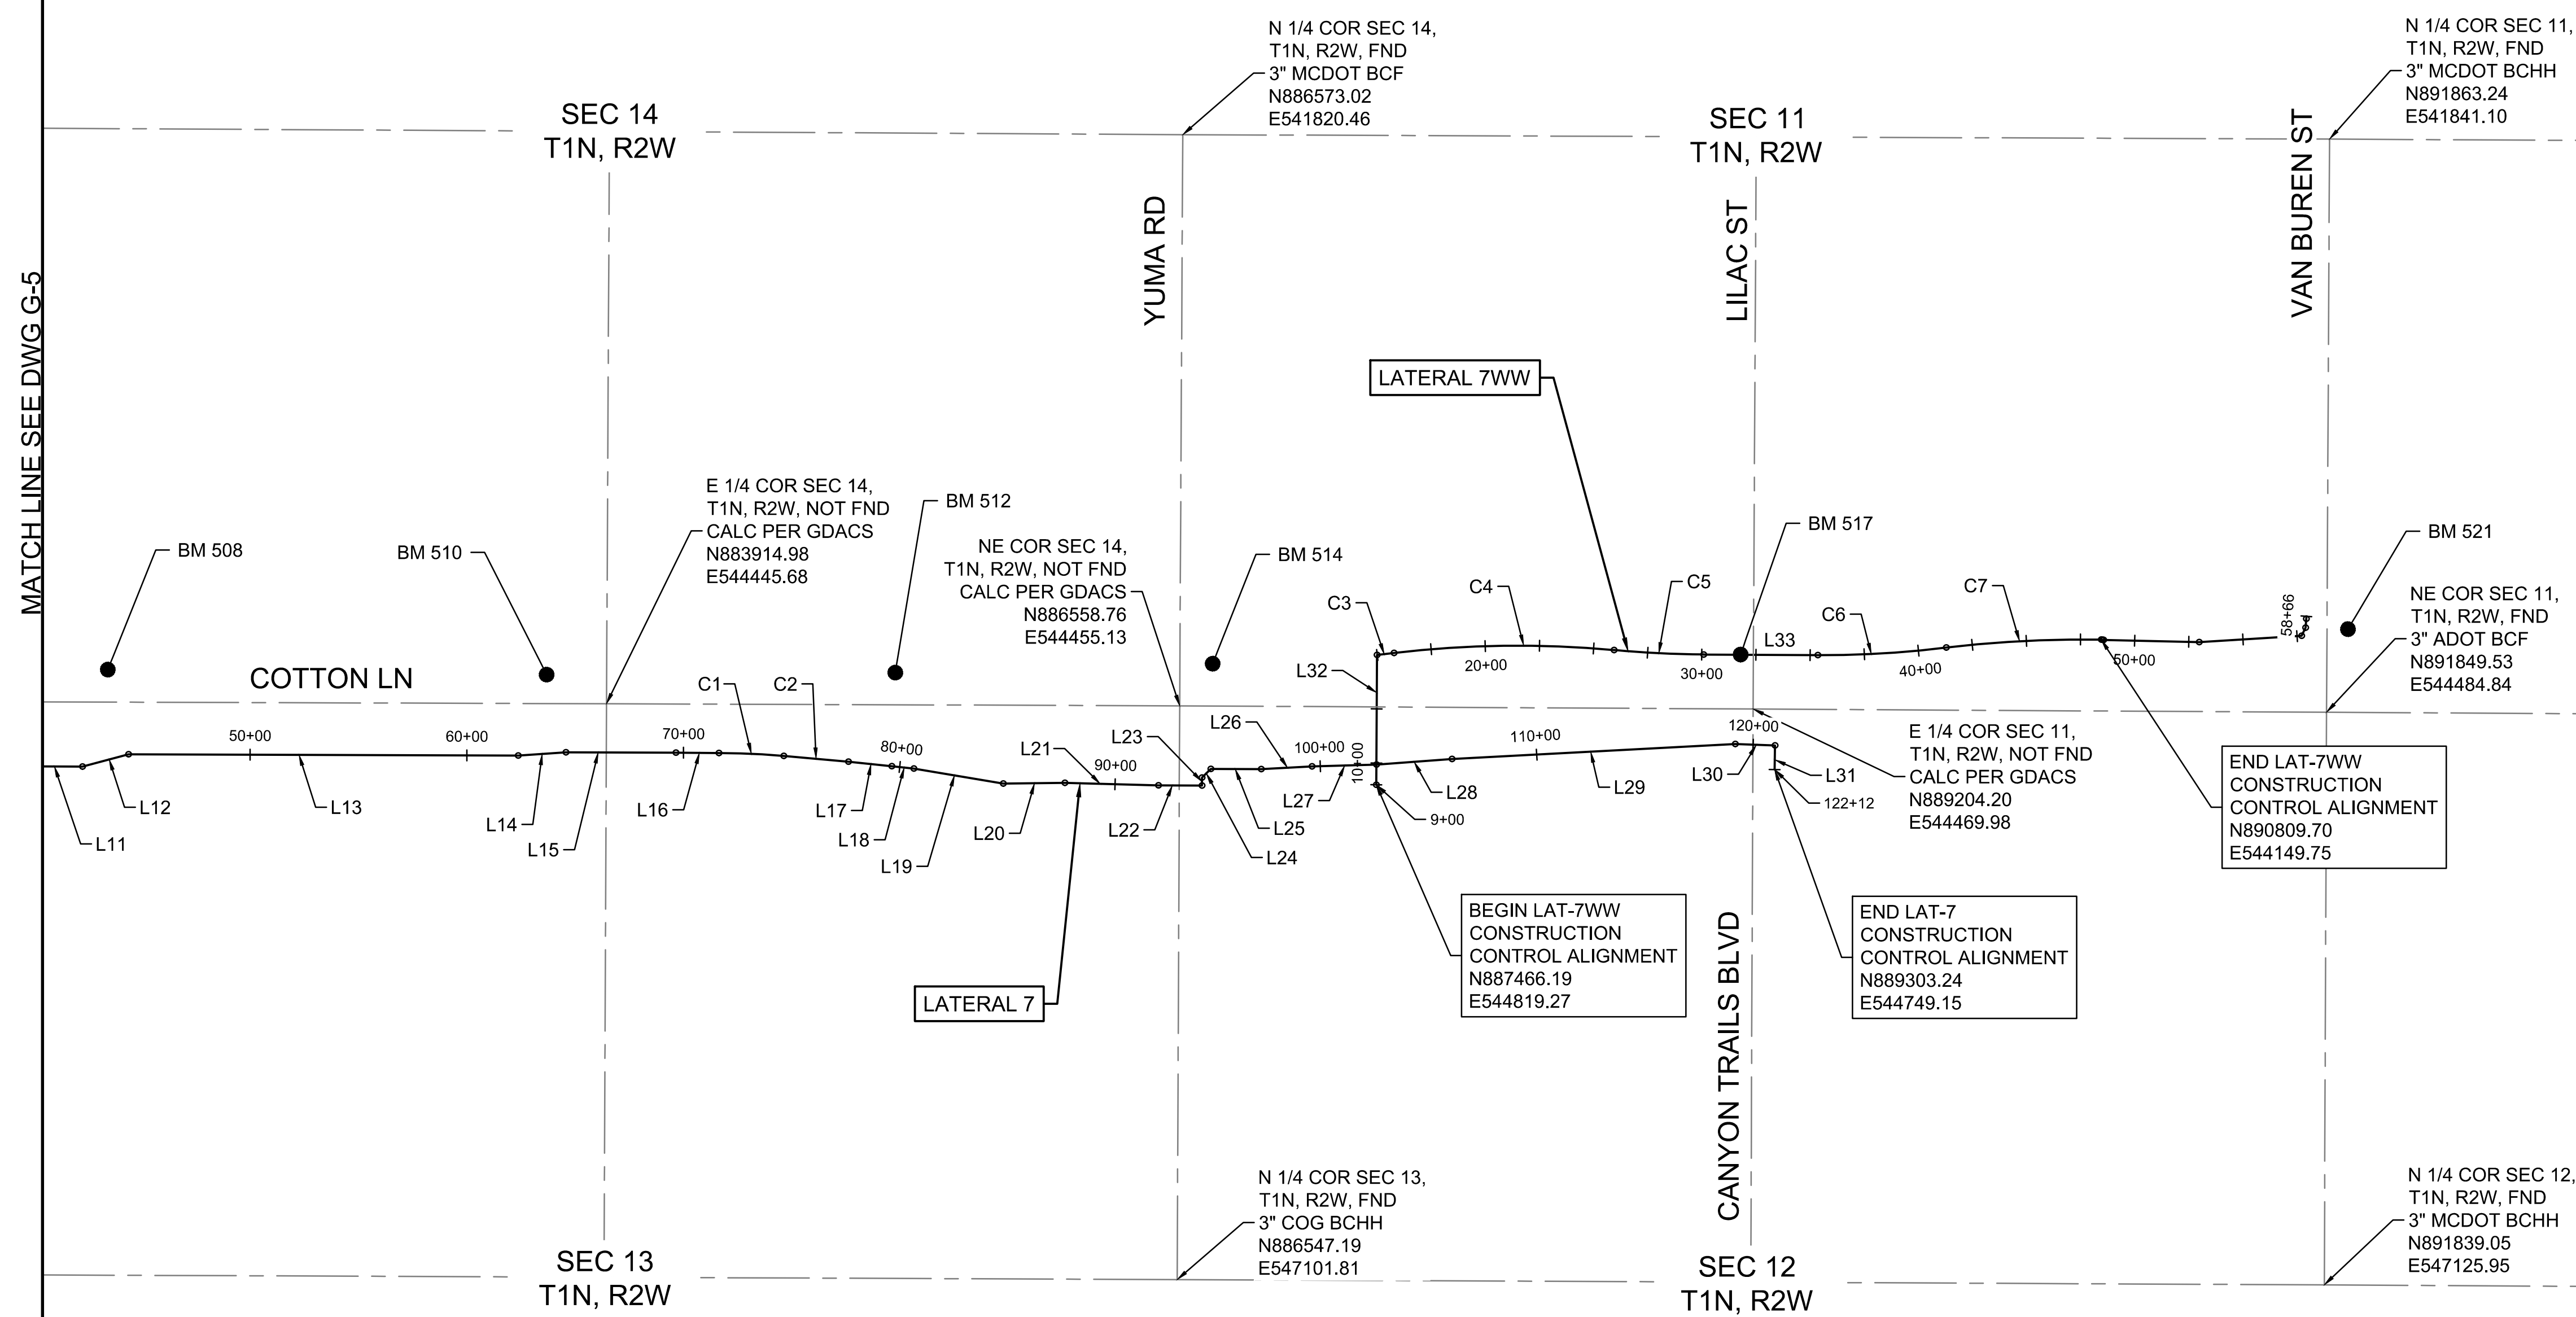 MATCH LINE SEE DWG G-5
SEC 14
T1N, R2W
N 1/4 COR SEC 14,
T1N, R2W, FND
3" MCDOT BCF
N886573.02
E541820.46
SEC 11
T1N, R2W
N 1/4 COR SEC 11,
T1N, R2W, FND
3" MCDOT BCHH
N891863.24
E541841.10
YUMA RD
LILAC ST
VAN BUREN ST
LATERAL 7WW
BM 508
BM 510
E 1/4 COR SEC 14,
T1N, R2W, NOT FND
CALC PER GDACS
N883914.98
E544445.68
BM 512
NE COR SEC 14,
T1N, R2W, NOT FND
CALC PER GDACS
N886558.76
E544455.13
BM 514
BM 517
BM 521
NE COR SEC 11,
T1N, R2W, FND
3" ADOT BCF
N891849.53
E544484.84
C3
C4
C5
L33
C6
C7
58+66
L32
20+00
30+00
40+00
50+00
COTTON LN
C1
C2
50+00
60+00
70+00
80+00
L21
90+00
L23
L26
100+00
10+00
110+00
120+00
L11
L12
L13
L14
L15
L16
L17
L18
L19
L20
L22
L24
L25
L27
9+00
L28
L29
L30
L31
122+12
E 1/4 COR SEC 11,
T1N, R2W, NOT FND
CALC PER GDACS
N889204.20
E544469.98
END LAT-7WW
CONSTRUCTION
CONTROL ALIGNMENT
N890809.70
E544149.75
LATERAL 7
BEGIN LAT-7WW
CONSTRUCTION
CONTROL ALIGNMENT
N887466.19
E544819.27
END LAT-7
CONSTRUCTION
CONTROL ALIGNMENT
N889303.24
E544749.15
CANYON TRAILS BLVD
SEC 13
T1N, R2W
N 1/4 COR SEC 13,
T1N, R2W, FND
3" COG BCHH
N886547.19
E547101.81
SEC 12
T1N, R2W
N 1/4 COR SEC 12,
T1N, R2W, FND
3" MCDOT BCHH
N891839.05
E547125.95